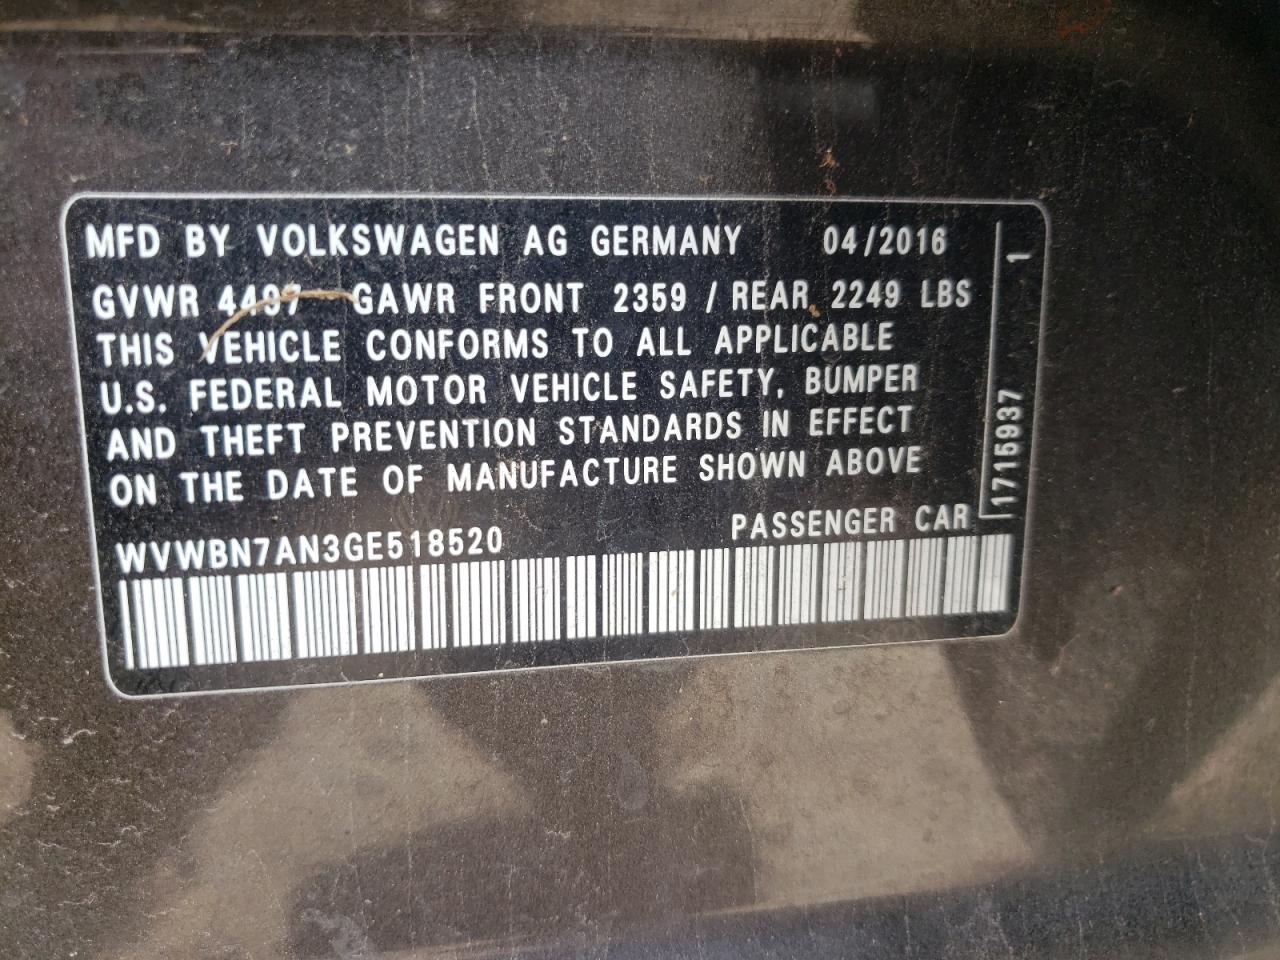 MFD BY VOLKSWAGEN AG GERMANY 04/2016
GVWR 4497 GAWR FRONT 2359 / REAR 2249 LBS
THIS VEHICLE CONFORMS TO ALL APPLICABLE
U.S. FEDERAL MOTOR VEHICLE SAFETY, BUMPER
AND THEFT PREVENTION STANDARDS IN EFFECT
ON THE DATE OF MANUFACTURE SHOWN ABOVE
WVWBN7AN3GE518520 PASSENGER CAR
1715937 1